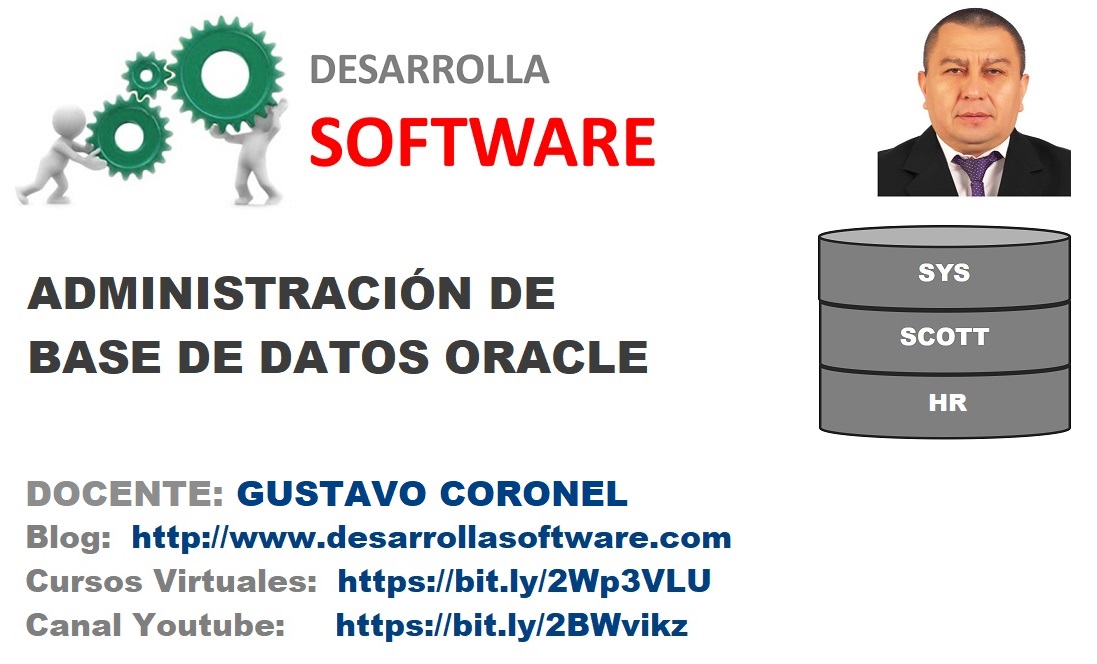 DESARROLLA
SOFTWARE
SYS
SCOTT
HR
ADMINISTRACIÓN DE
BASE DE DATOS ORACLE
DOCENTE: GUSTAVO CORONEL
Blog: http://www.desarrollasoftware.com
Cursos Virtuales: https://bit.ly/2Wp3VLU
Canal Youtube: https://bit.ly/2BWvikz